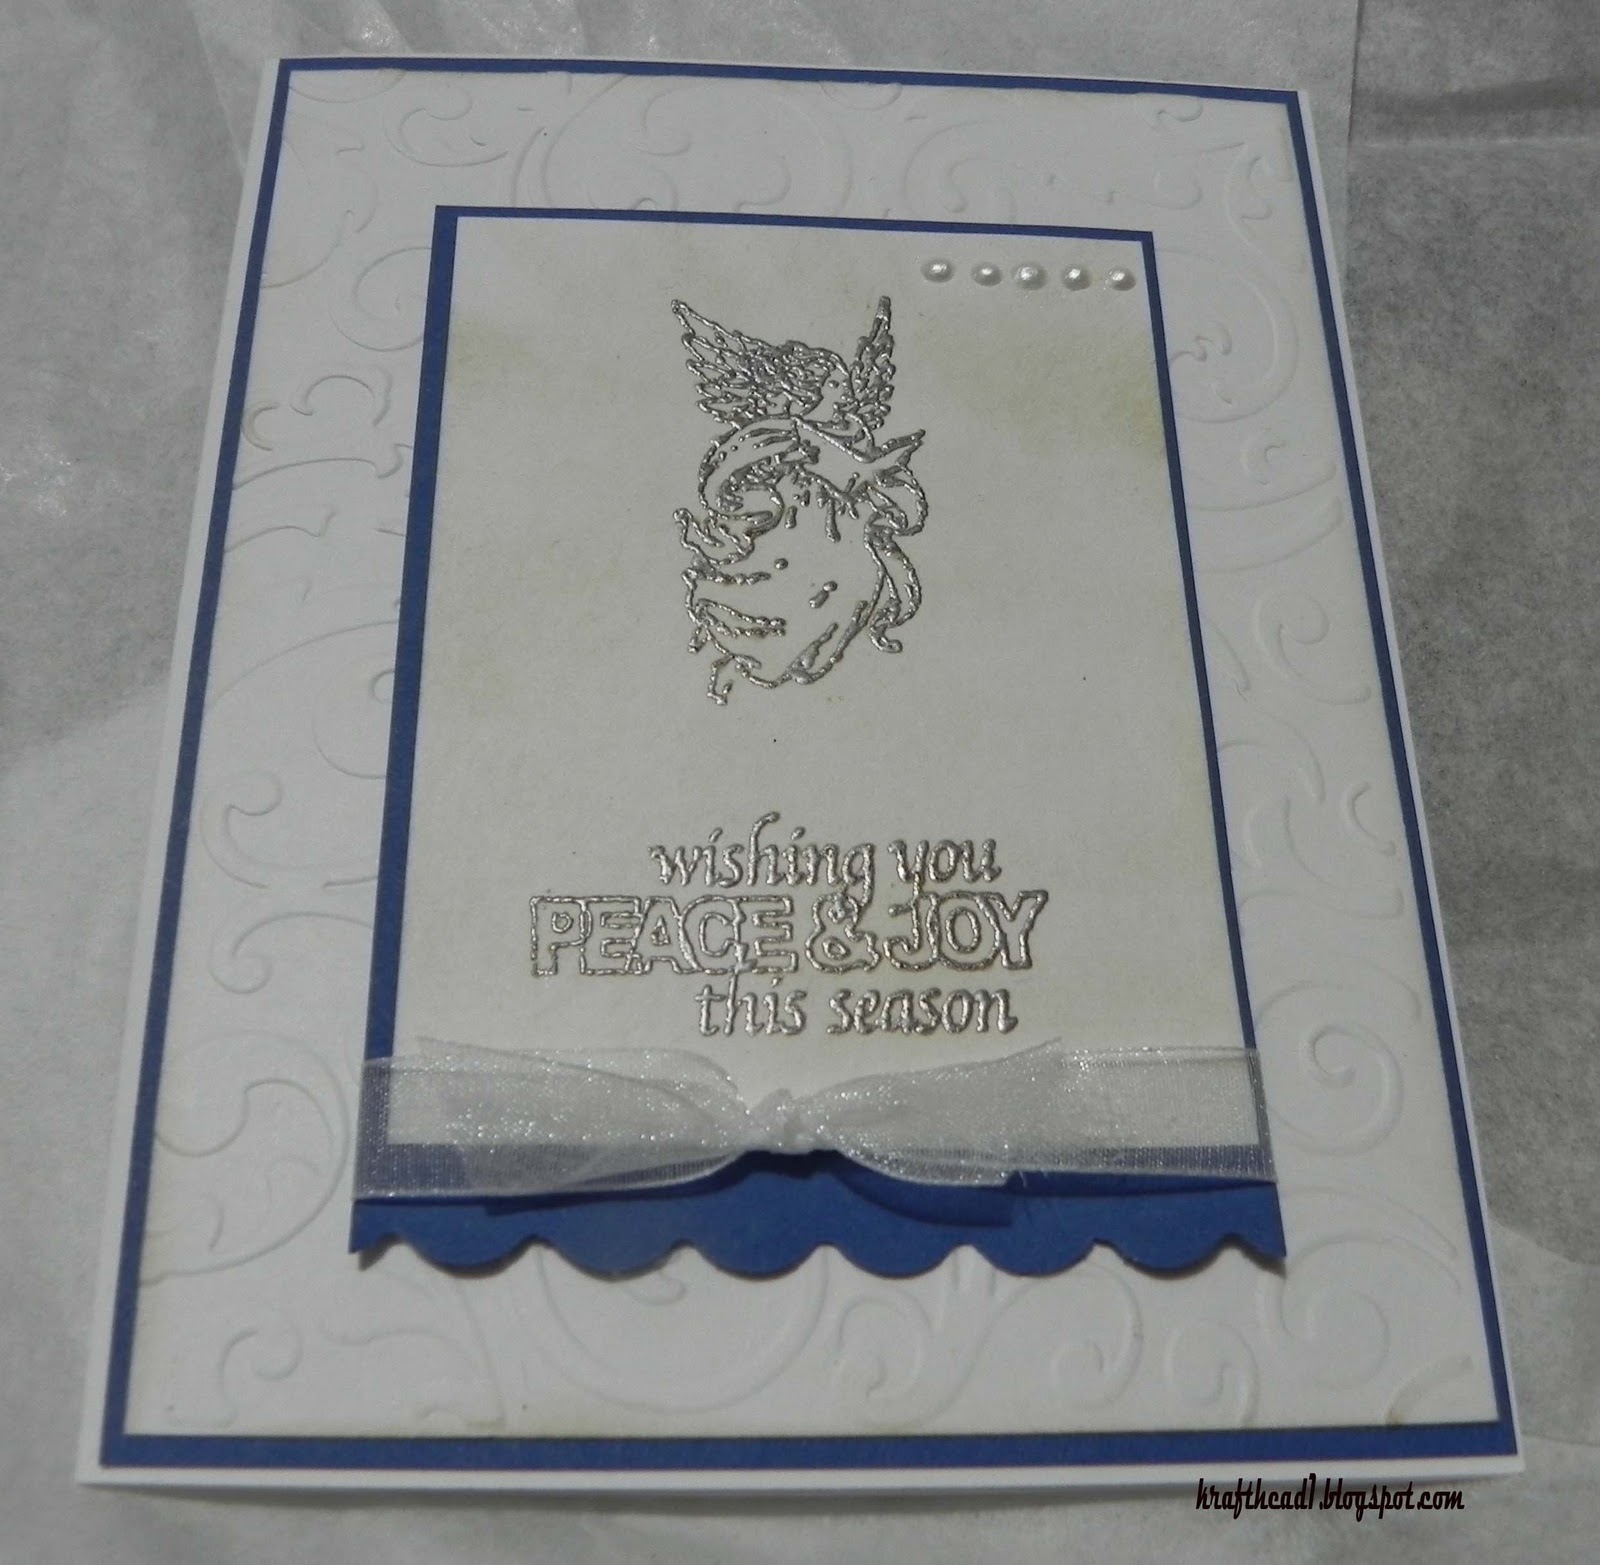 wishing you
PEACE & JOY
this season
krafthead1.blogspot.com